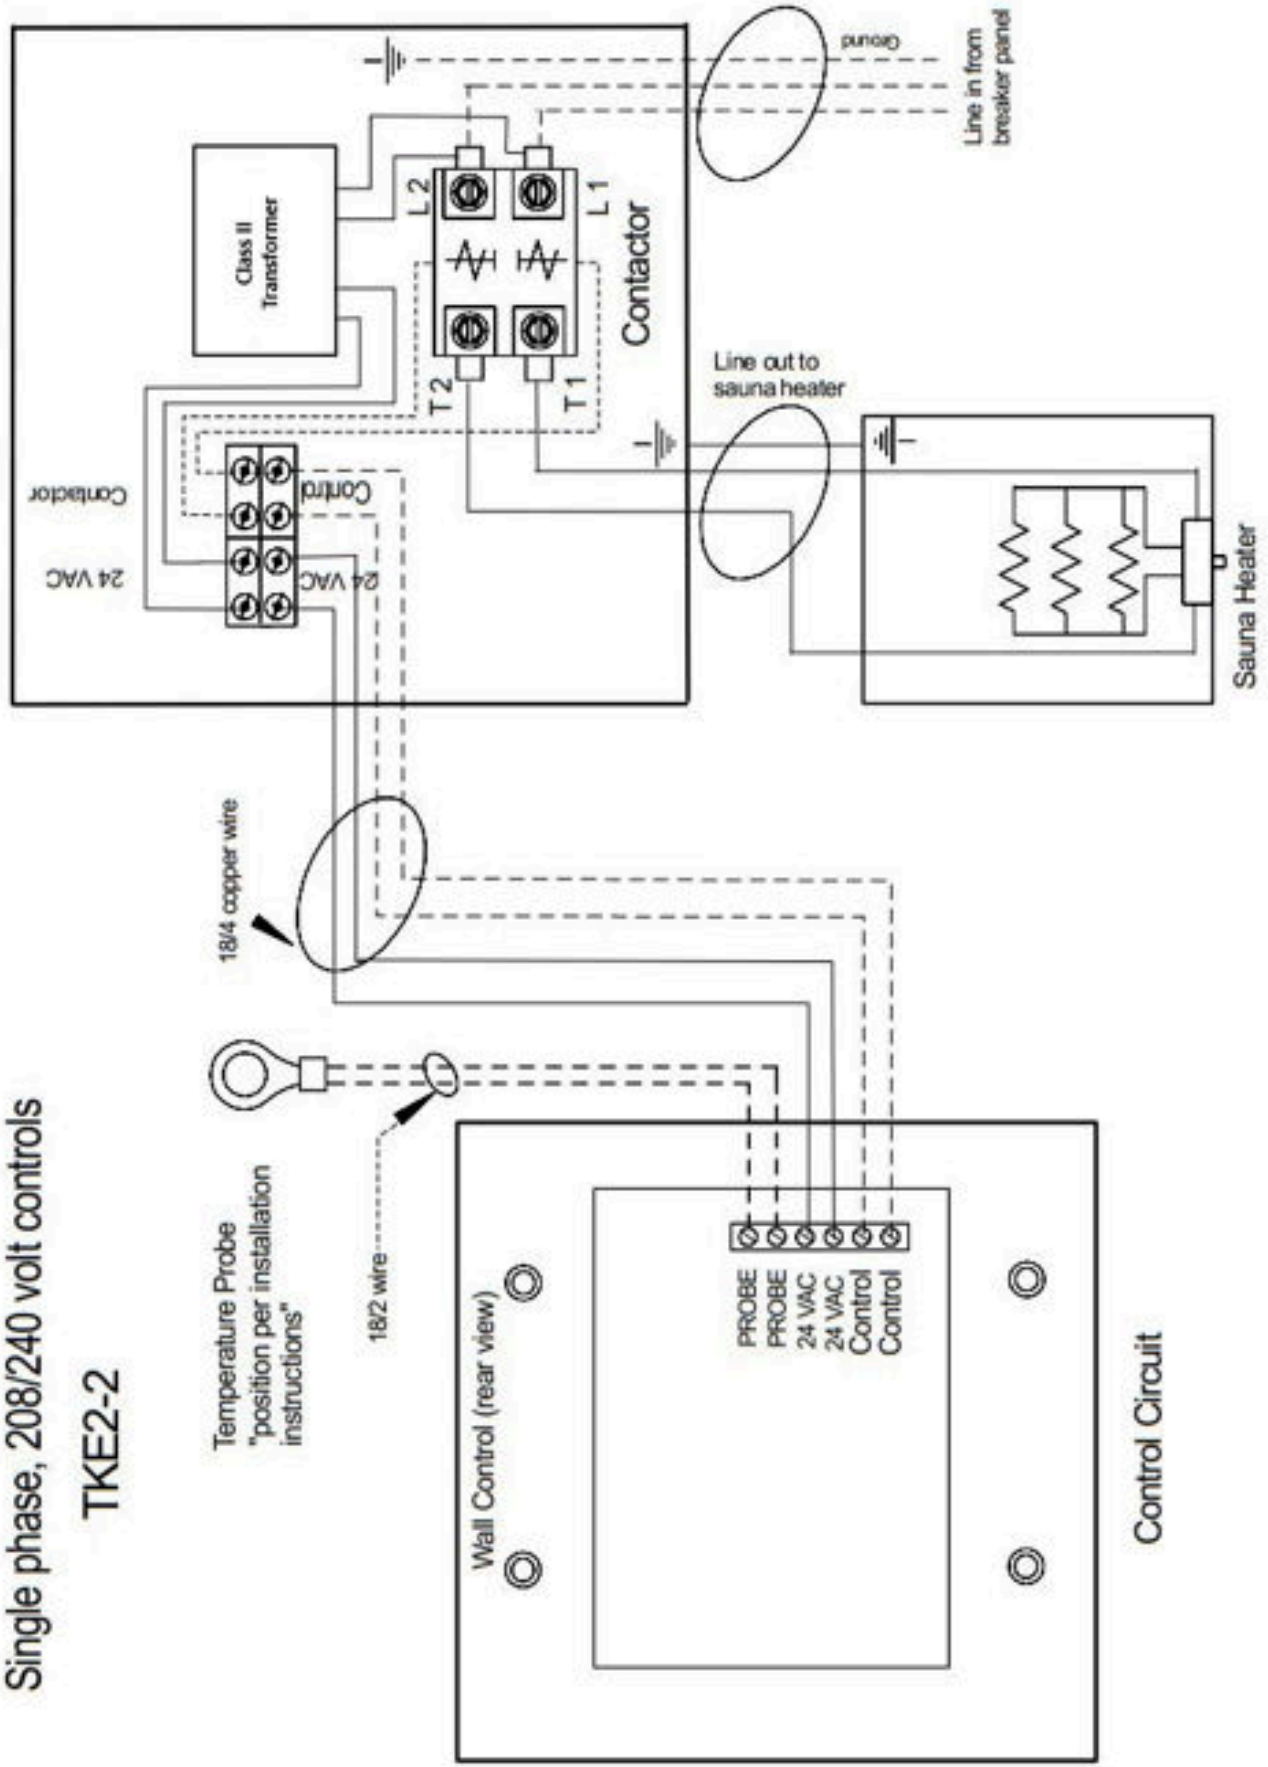 Single phase, 208/240 volt controls
TKE2-2
Temperature Probe
"position per installation
instructions"
18/2 wire
18/4 copper wire
Wall Control (rear view)
PROBE
PROBE
24 VAC
24 VAC
Control
Control
Control Circuit
Contactor
24 VAC
Control
24 VAC
Class II
Transformer
L 2
L 1
T 2
T 1
Contactor
Ground
Line in from
breaker panel
Line out to
sauna heater
Sauna Heater